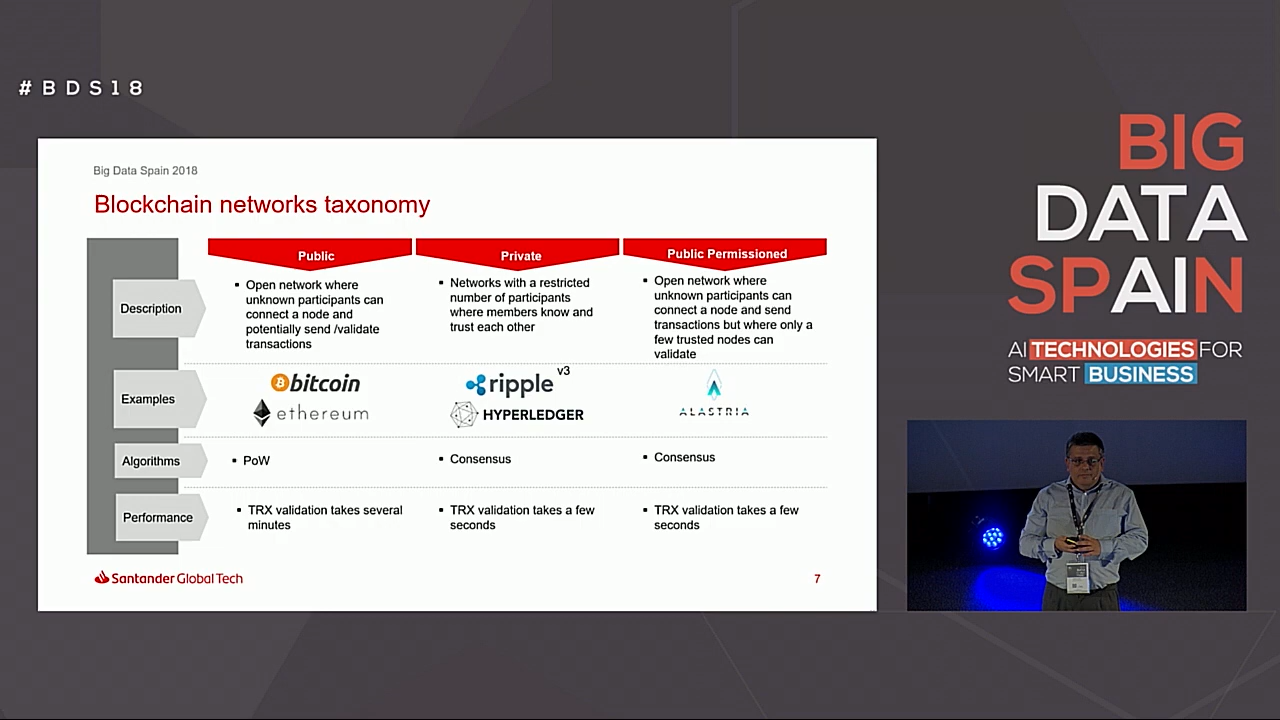 #BDS18
Big Data Spain 2018
Blockchain networks taxonomy
Public
Private
Public Permissioned
Description
▪ Open network where
unknown participants can
connect a node and
potentially send /validate
transactions
▪ Networks with a restricted
number of participants
where members know and
trust each other
▪ Open network where
unknown participants can
connect a node and send
transactions but where only a
few trusted nodes can
validate
Examples
bitcoin
ethereum
ripple v3
HYPERLEDGER
ALASTRIA
Algorithms
▪ PoW
▪ Consensus
▪ Consensus
Performance
▪ TRX validation takes several
minutes
▪ TRX validation takes a few
seconds
▪ TRX validation takes a few
seconds
Santander Global Tech
7
BIG
DATA
SPAIN
AI TECHNOLOGIES FOR
SMART BUSINESS